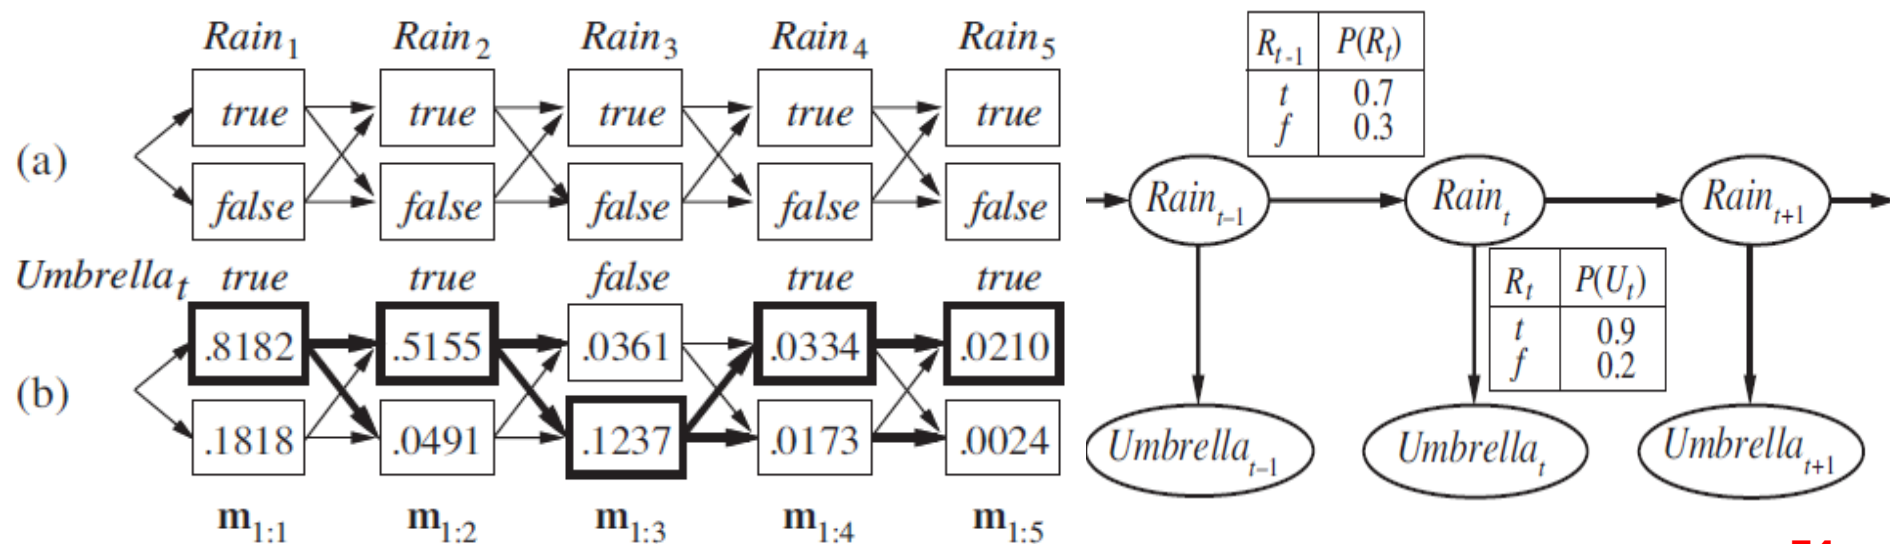 Rain1 Rain2 Rain3 Rain4 Rain5
true true true true true
(a)
false false false false false
Umbrellat true true false true true
.8182 .5155 .0361 .0334 .0210
(b)
.1818 .0491 .1237 .0173 .0024
m1:1 m1:2 m1:3 m1:4 m1:5
Rt-1 P(Rt)
t 0.7
f 0.3
Raint–1 Raint Raint+1
Rt P(Ut)
t 0.9
f 0.2
Umbrellat–1 Umbrellat Umbrellat+1